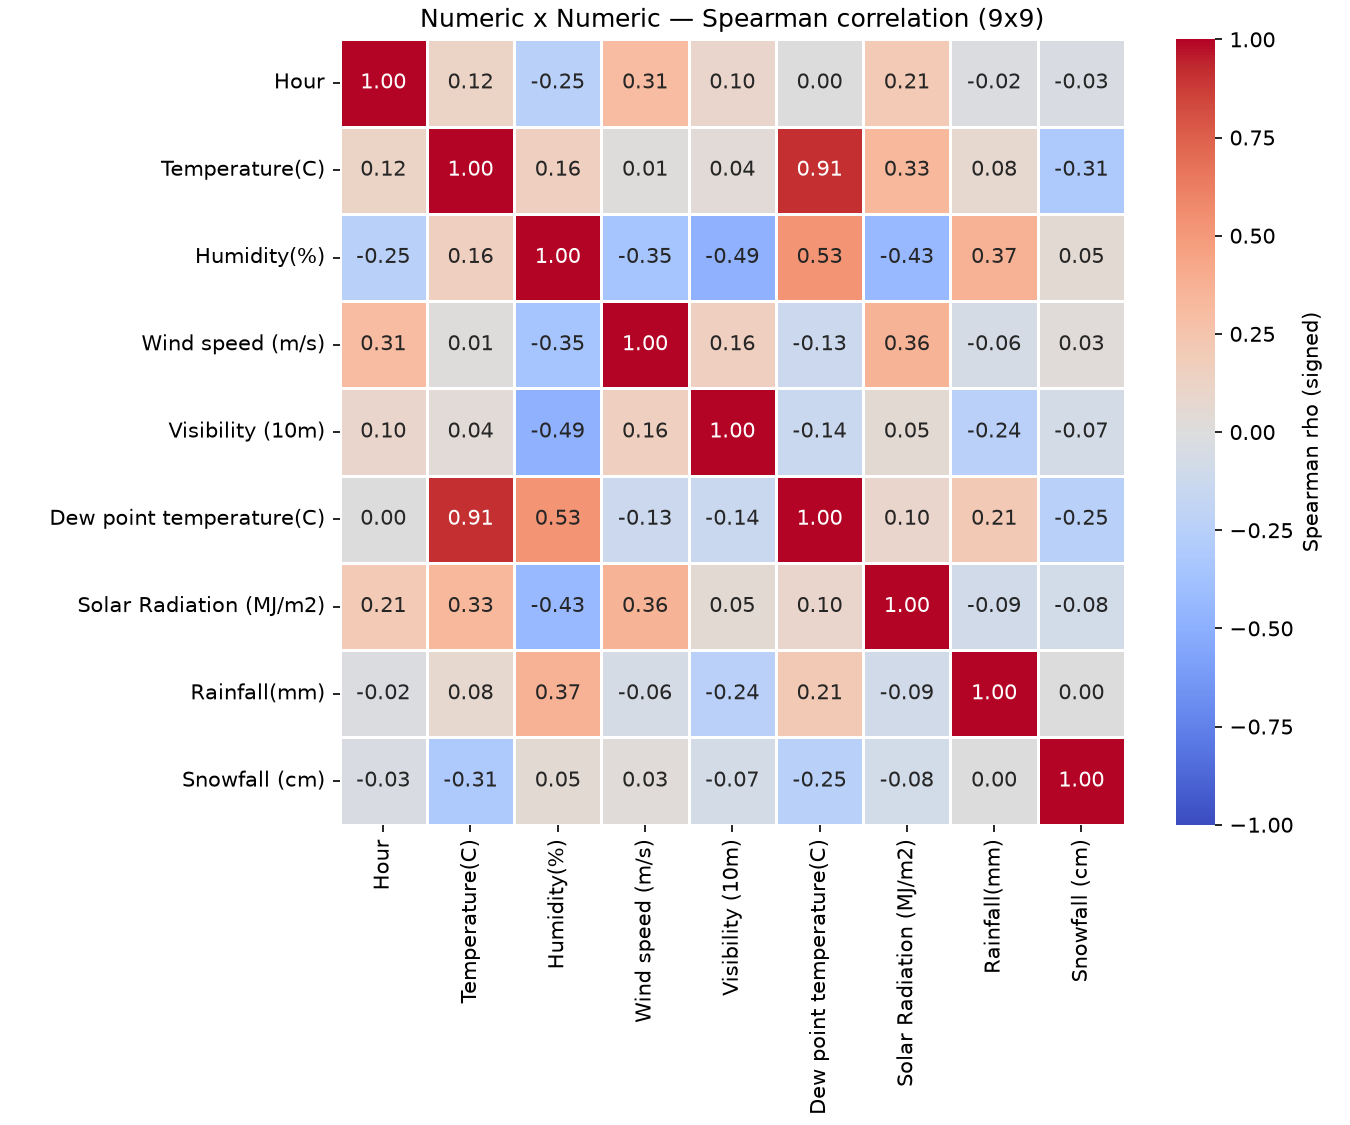 Numeric x Numeric — Spearman correlation (9x9)
Hour 1.00 0.12 -0.25 0.31 0.10 0.00 0.21 -0.02 -0.03
Temperature(C) 0.12 1.00 0.16 0.01 0.04 0.91 0.33 0.08 -0.31
Humidity(%) -0.25 0.16 1.00 -0.35 -0.49 0.53 -0.43 0.37 0.05
Wind speed (m/s) 0.31 0.01 -0.35 1.00 0.16 -0.13 0.36 -0.06 0.03
Visibility (10m) 0.10 0.04 -0.49 0.16 1.00 -0.14 0.05 -0.24 -0.07
Dew point temperature(C) 0.00 0.91 0.53 -0.13 -0.14 1.00 0.10 0.21 -0.25
Solar Radiation (MJ/m2) 0.21 0.33 -0.43 0.36 0.05 0.10 1.00 -0.09 -0.08
Rainfall(mm) -0.02 0.08 0.37 -0.06 -0.24 0.21 -0.09 1.00 0.00
Snowfall (cm) -0.03 -0.31 0.05 0.03 -0.07 -0.25 -0.08 0.00 1.00
Hour
Temperature(C)
Humidity(%)
Wind speed (m/s)
Visibility (10m)
Dew point temperature(C)
Solar Radiation (MJ/m2)
Rainfall(mm)
Snowfall (cm)
1.00
0.75
0.50
0.25
0.00
−0.25
−0.50
−0.75
−1.00
Spearman rho (signed)